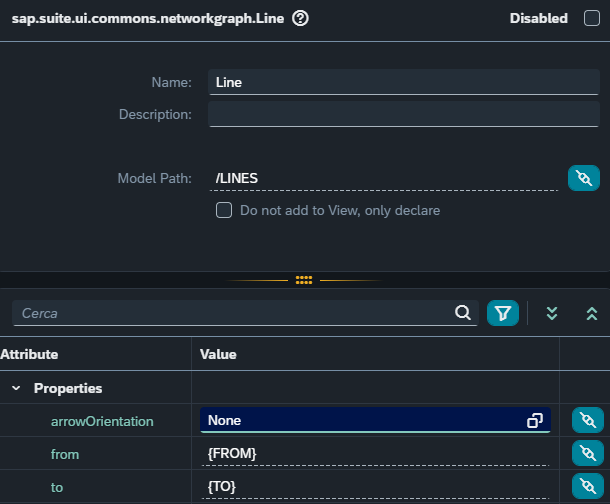 sap.suite.ui.commons.networkgraph.Line
Disabled
Name: Line
Description:
Model Path: /LINES
Do not add to View, only declare
Cerca
Attribute Value
Properties
arrowOrientation None
from {FROM}
to {TO}